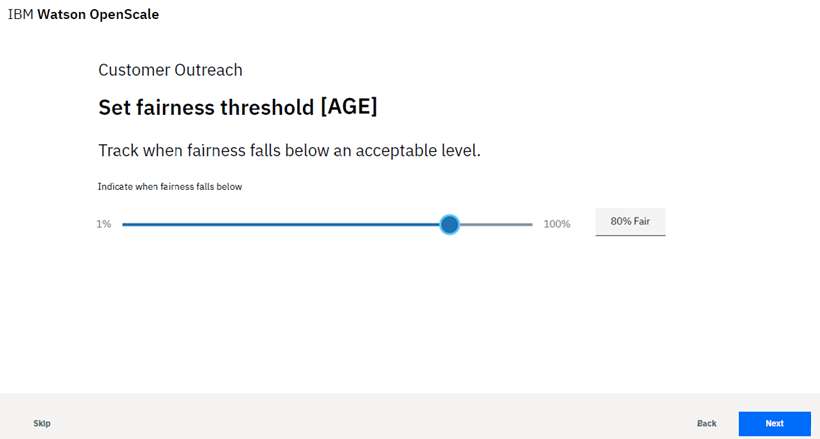 IBM Watson OpenScale
Customer Outreach
Set fairness threshold [AGE]
Track when fairness falls below an acceptable level.
Indicate when fairness falls below
1% 100% 80% Fair
Skip Back Next